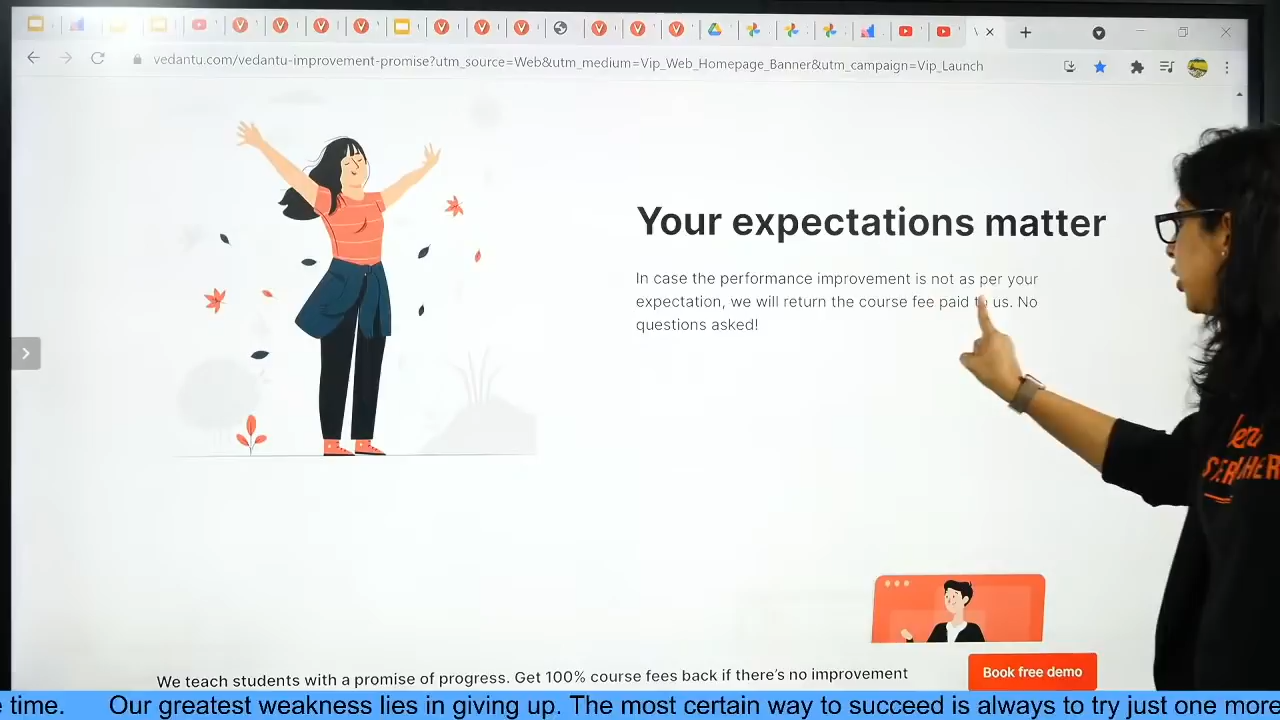 vedantu.com/vedantu-improvement-promise?utm_source=Web&utm_medium=Vip_Web_Homepage_Banner&utm_campaign=Vip_Launch
Your expectations matter
In case the performance improvement is not as per your
expectation, we will return the course fee paid to us. No
questions asked!
We teach students with a promise of progress. Get 100% course fees back if there's no improvement
Book free demo
time. Our greatest weakness lies in giving up. The most certain way to succeed is always to try just one more